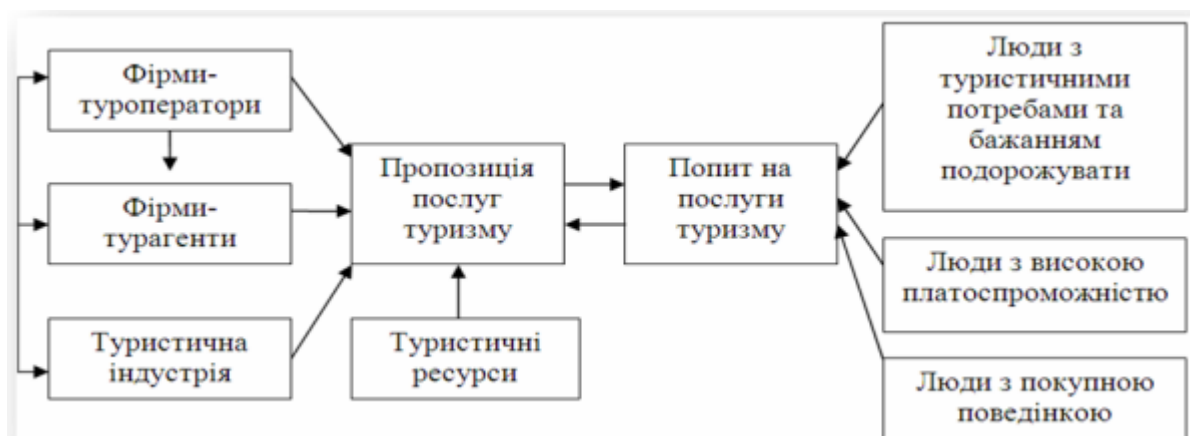 Фірми-
туроператори
Фірми-
турагенти
Туристична
індустрія
Пропозиція
послуг
туризму
Туристичні
ресурси
Попит на
послуги
туризму
Люди з
туристичними
потребами та
бажанням
подорожувати
Люди з високою
платоспроможністю
Люди з покупною
поведінкою